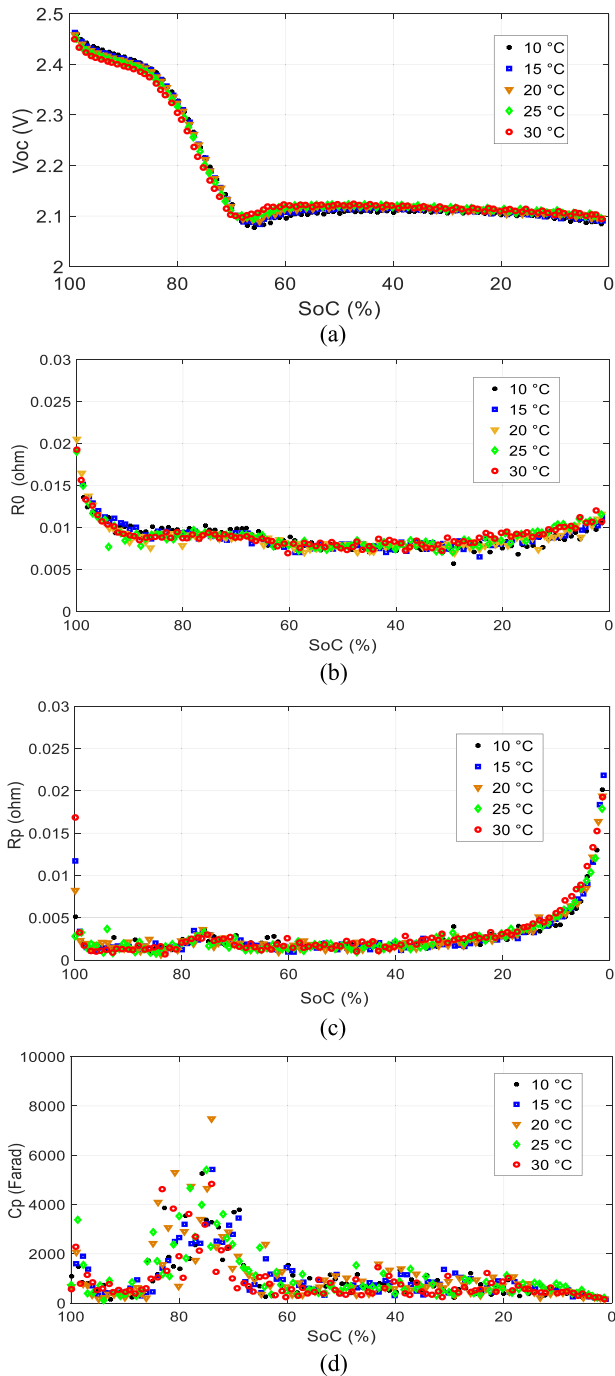 2.5
2.4
2.3
2.2
2.1
2
Voc (V)
100 80 60 40 20 0
SoC (%)
10 °C
15 °C
20 °C
25 °C
30 °C
(a)
0.03
0.025
0.02
0.015
0.01
0.005
0
R0 (ohm)
100 80 60 40 20 0
SoC (%)
10 °C
15 °C
20 °C
25 °C
30 °C
(b)
0.03
0.025
0.02
0.015
0.01
0.005
0
Rp (ohm)
100 80 60 40 20 0
SoC (%)
10 °C
15 °C
20 °C
25 °C
30 °C
(c)
10000
8000
6000
4000
2000
0
Cp (Farad)
100 80 60 40 20 0
SoC (%)
10 °C
15 °C
20 °C
25 °C
30 °C
(d)